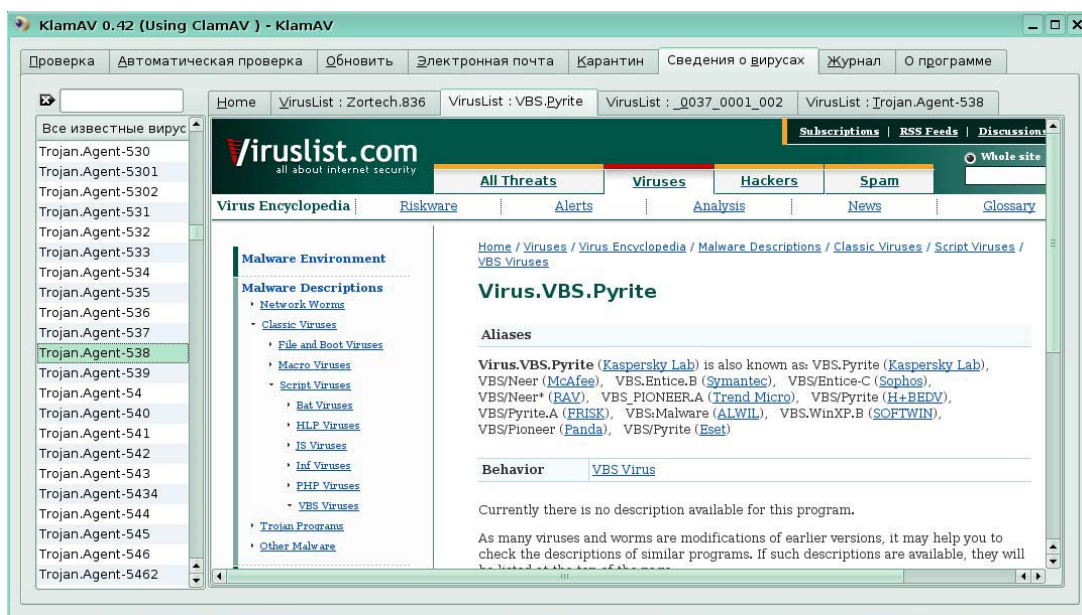 KlamAV 0.42 (Using ClamAV ) - KlamAV
Проверка Автоматическая проверка Обновить Электронная почта Карантин Сведения о вирусах Журнал О программе
Home VirusList : Zortech.836 VirusList : VBS.Pyrite VirusList : _0037_0001_002 VirusList : Trojan.Agent-538
Все известные вирус
Trojan.Agent-530
Trojan.Agent-5301
Trojan.Agent-5302
Trojan.Agent-531
Trojan.Agent-532
Trojan.Agent-533
Trojan.Agent-534
Trojan.Agent-535
Trojan.Agent-536
Trojan.Agent-537
Trojan.Agent-538
Trojan.Agent-539
Trojan.Agent-54
Trojan.Agent-540
Trojan.Agent-541
Trojan.Agent-542
Trojan.Agent-543
Trojan.Agent-5434
Trojan.Agent-544
Trojan.Agent-545
Trojan.Agent-546
Trojan.Agent-5462
Subscriptions | RSS Feeds | Discussions
Viruslist.com
all about internet security
Whole site
All Threats Viruses Hackers Spam
Virus Encyclopedia Riskware Alerts Analysis News Glossary
Malware Environment
Malware Descriptions
Network Worms
Classic Viruses
File and Boot Viruses
Macro Viruses
Script Viruses
Bat Viruses
HLP Viruses
JS Viruses
Inf Viruses
PHP Viruses
VBS Viruses
Trojan Programs
Other Malware
Home / Viruses / Virus Encyclopedia / Malware Descriptions / Classic Viruses / Script Viruses /
VBS Viruses
Virus.VBS.Pyrite
Aliases
Virus.VBS.Pyrite (Kaspersky Lab) is also known as: VBS.Pyrite (Kaspersky Lab),
VBS/Neer (McAfee), VBS.Entice.B (Symantec), VBS/Entice-C (Sophos),
VBS/Neer* (RAV), VBS_PIONEER.A (Trend Micro), VBS/Pyrite (H+BEDV),
VBS/Pyrite.A (FRISK), VBS:Malware (ALWIL), VBS.WinXP.B (SOFTWIN),
VBS/Pioneer (Panda), VBS/Pyrite (Eset)
Behavior VBS Virus
Currently there is no description available for this program.
As many viruses and worms are modifications of earlier versions, it may help you to
check the descriptions of similar programs. If such descriptions are available, they will
be listed at the top of the page.